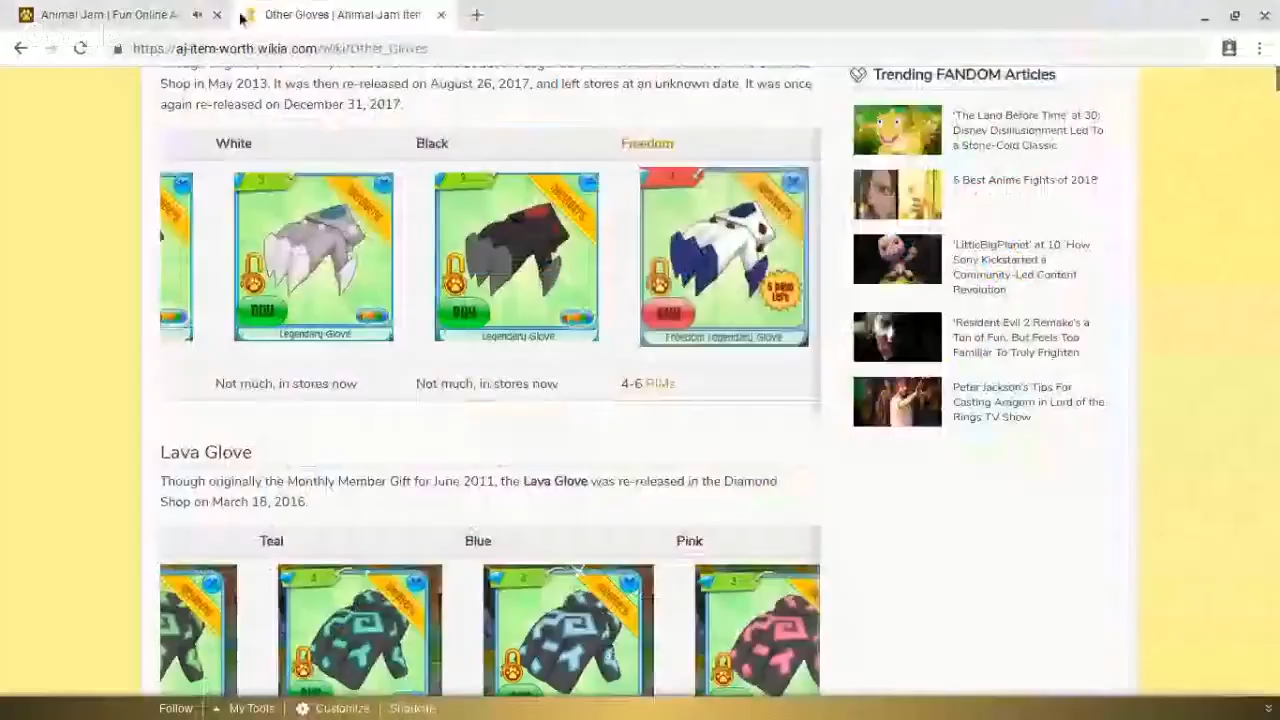 Animal Jam | Fun Online A
Other Gloves | Animal Jam Item
https://aj-item-worth.wikia.com/wiki/Other_Gloves
Shop in May 2013. It was then re-released on August 26, 2017, and left stores at an unknown date. It was once
again re-released on December 31, 2017.
White Black Freedom
BUY BUY 5 DAYS LEFT
Legendary Glove Legendary Glove Freedom Legendary Glove
Not much, in stores now Not much, in stores now 4-6 RIMs
Lava Glove
Though originally the Monthly Member Gift for June 2011, the Lava Glove was re-released in the Diamond
Shop on March 18, 2016.
Teal Blue Pink
Trending FANDOM Articles
'The Land Before Time' at 30:
Disney Disillusionment Led To
a Stone-Cold Classic
6 Best Anime Fights of 2018
'LittleBigPlanet' at 10: How
Sony Kickstarted a
Community-Led Content
Revolution
'Resident Evil 2 Remake's a
Ton of Fun, But Feels Too
Familiar To Truly Frighten
Peter Jackson's Tips For
Casting Aragorn in Lord of the
Rings TV Show
Follow My Tools Customize Shortcuts